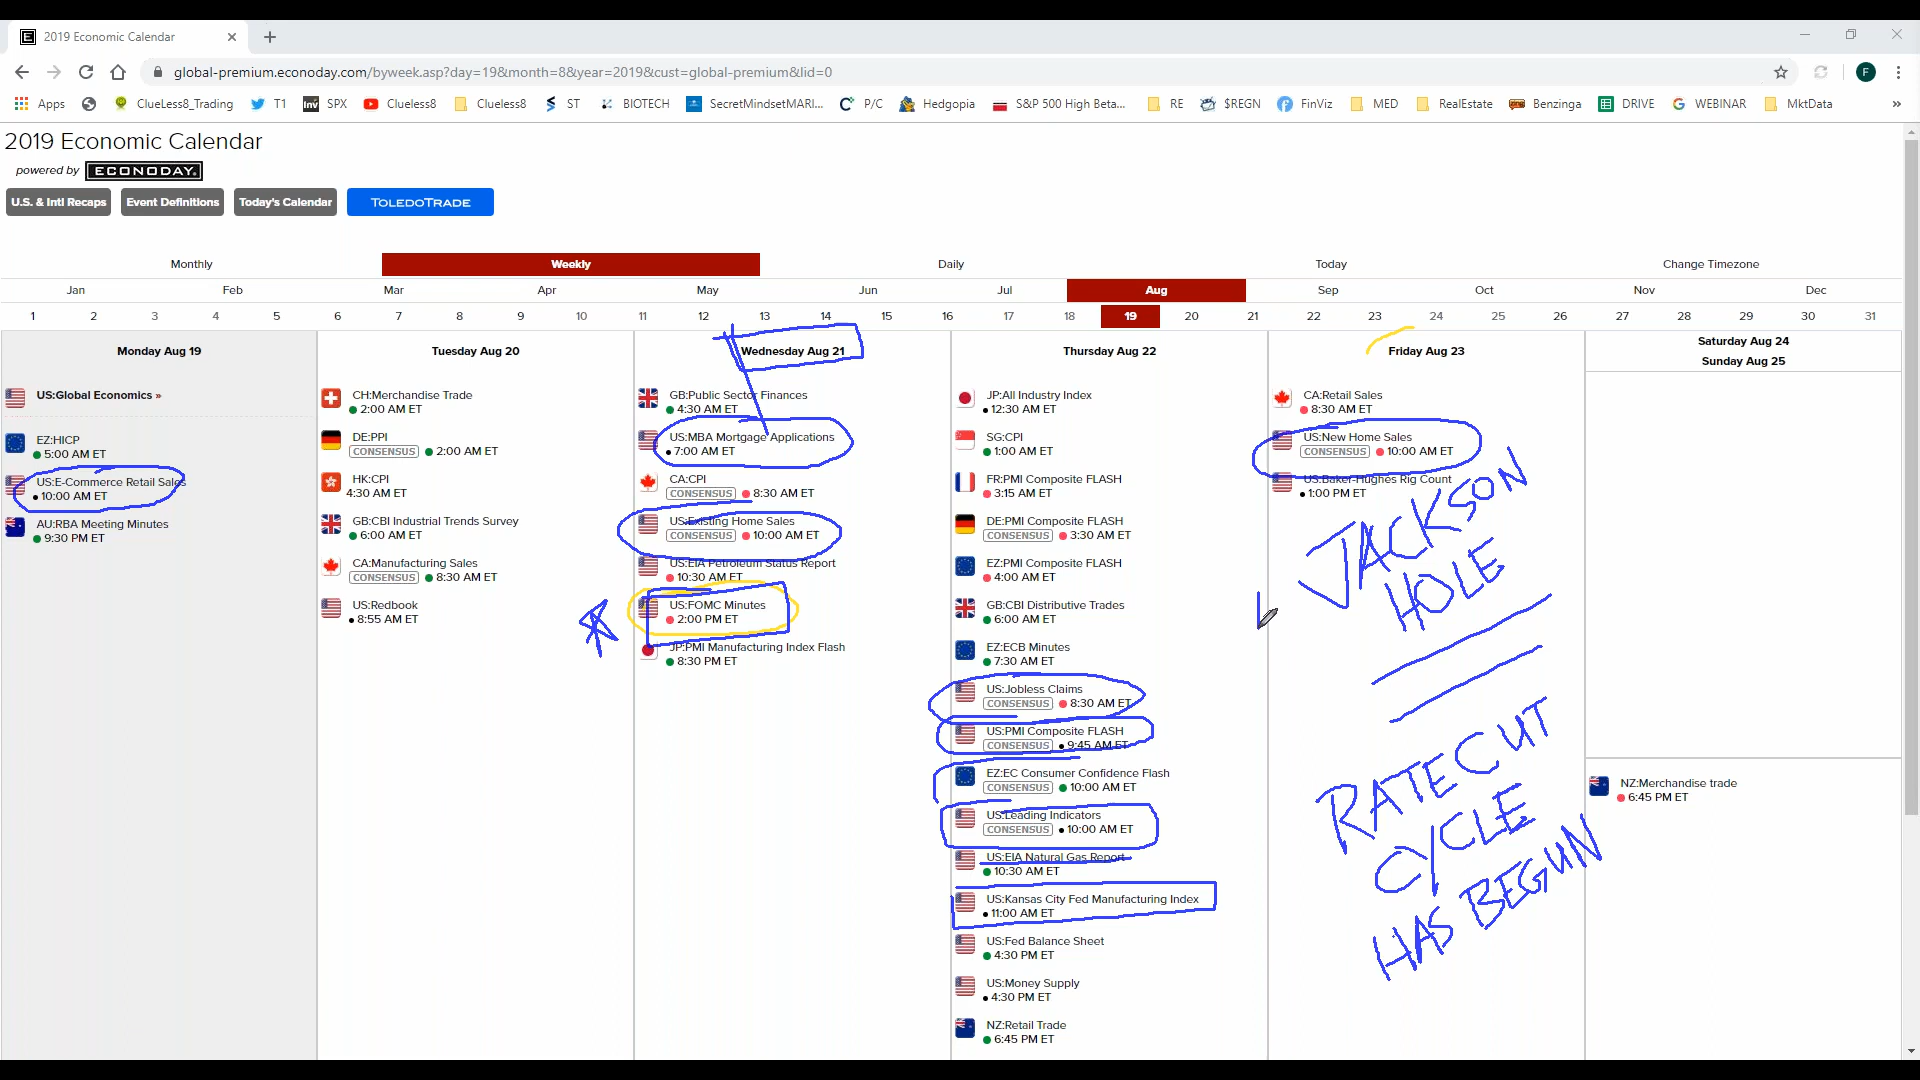 2019 Economic Calendar
global-premium.econoday.com/byweek.asp?day=19&month=8&year=2019&cust=global-premium&lid=0
F
Apps ClueLess8_Trading T1 Inv SPX Clueless8 Clueless8 ST BIOTECH SecretMindsetMARI... P/C Hedgopia S&P 500 High Beta... RE $REGN FinViz MED RealEstate Benzinga DRIVE WEBINAR MktData »
2019 Economic Calendar
powered by ECONODAY
U.S. & Intl Recaps Event Definitions Today's Calendar TOLEDOTRADE
Monthly Weekly Daily Today Change Timezone
Jan Feb Mar Apr May Jun Jul Aug Sep Oct Nov Dec
1 2 3 4 5 6 7 8 9 10 11 12 13 14 15 16 17 18 19 20 21 22 23 24 25 26 27 28 29 30 31
Monday Aug 19
US:Global Economics »
EZ:HICP
5:00 AM ET
US:E-Commerce Retail Sales
10:00 AM ET
AU:RBA Meeting Minutes
9:30 PM ET
Tuesday Aug 20
CH:Merchandise Trade
2:00 AM ET
DE:PPI
CONSENSUS 2:00 AM ET
HK:CPI
4:30 AM ET
GB:CBI Industrial Trends Survey
6:00 AM ET
CA:Manufacturing Sales
CONSENSUS 8:30 AM ET
US:Redbook
8:55 AM ET
Wednesday Aug 21
GB:Public Sector Finances
4:30 AM ET
US:MBA Mortgage Applications
7:00 AM ET
CA:CPI
CONSENSUS 8:30 AM ET
US:Existing Home Sales
CONSENSUS 10:00 AM ET
US:EIA Petroleum Status Report
10:30 AM ET
US:FOMC Minutes
2:00 PM ET
JP:PMI Manufacturing Index Flash
8:30 PM ET
Thursday Aug 22
JP:All Industry Index
12:30 AM ET
SG:CPI
1:00 AM ET
FR:PMI Composite FLASH
3:15 AM ET
DE:PMI Composite FLASH
CONSENSUS 3:30 AM ET
EZ:PMI Composite FLASH
4:00 AM ET
GB:CBI Distributive Trades
6:00 AM ET
EZ:ECB Minutes
7:30 AM ET
US:Jobless Claims
CONSENSUS 8:30 AM ET
US:PMI Composite FLASH
CONSENSUS 9:45 AM ET
EZ:EC Consumer Confidence Flash
CONSENSUS 10:00 AM ET
US:Leading Indicators
CONSENSUS 10:00 AM ET
US:EIA Natural Gas Report
10:30 AM ET
US:Kansas City Fed Manufacturing Index
11:00 AM ET
US:Fed Balance Sheet
4:30 PM ET
US:Money Supply
4:30 PM ET
NZ:Retail Trade
6:45 PM ET
Friday Aug 23
CA:Retail Sales
8:30 AM ET
US:New Home Sales
CONSENSUS 10:00 AM ET
US:Baker-Hughes Rig Count
1:00 PM ET
JACKSON
HOLE
RATE CUT
CYCLE
HAS BEGUN
Saturday Aug 24
Sunday Aug 25
NZ:Merchandise trade
6:45 PM ET